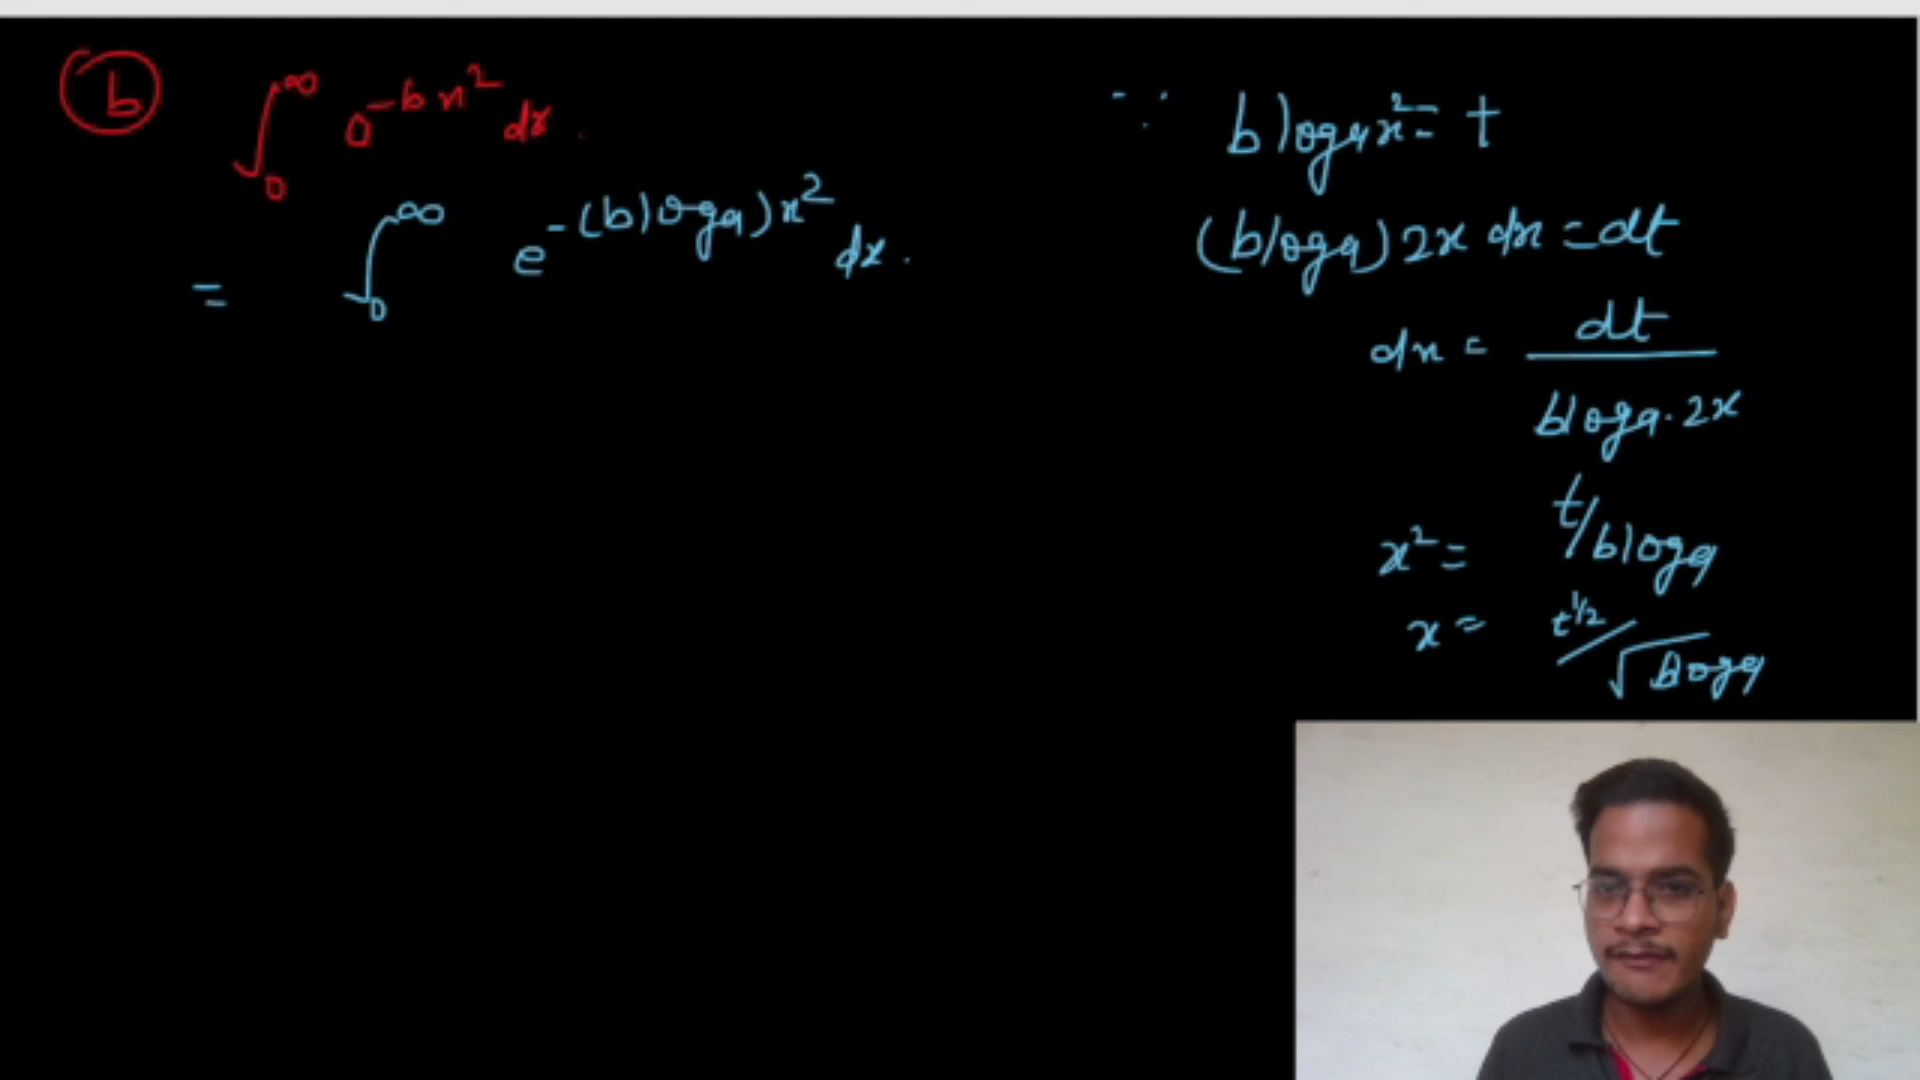 b ∫₀^∞ a^{-bx²} dx.
= ∫₀^∞ e^{-(b log a)x²} dx.
∵ b log a x² = t
(b log a) 2x dx = dt
dx = dt / b log a · 2x
x² = t / b log a
x = t^{1/2} / √b log a